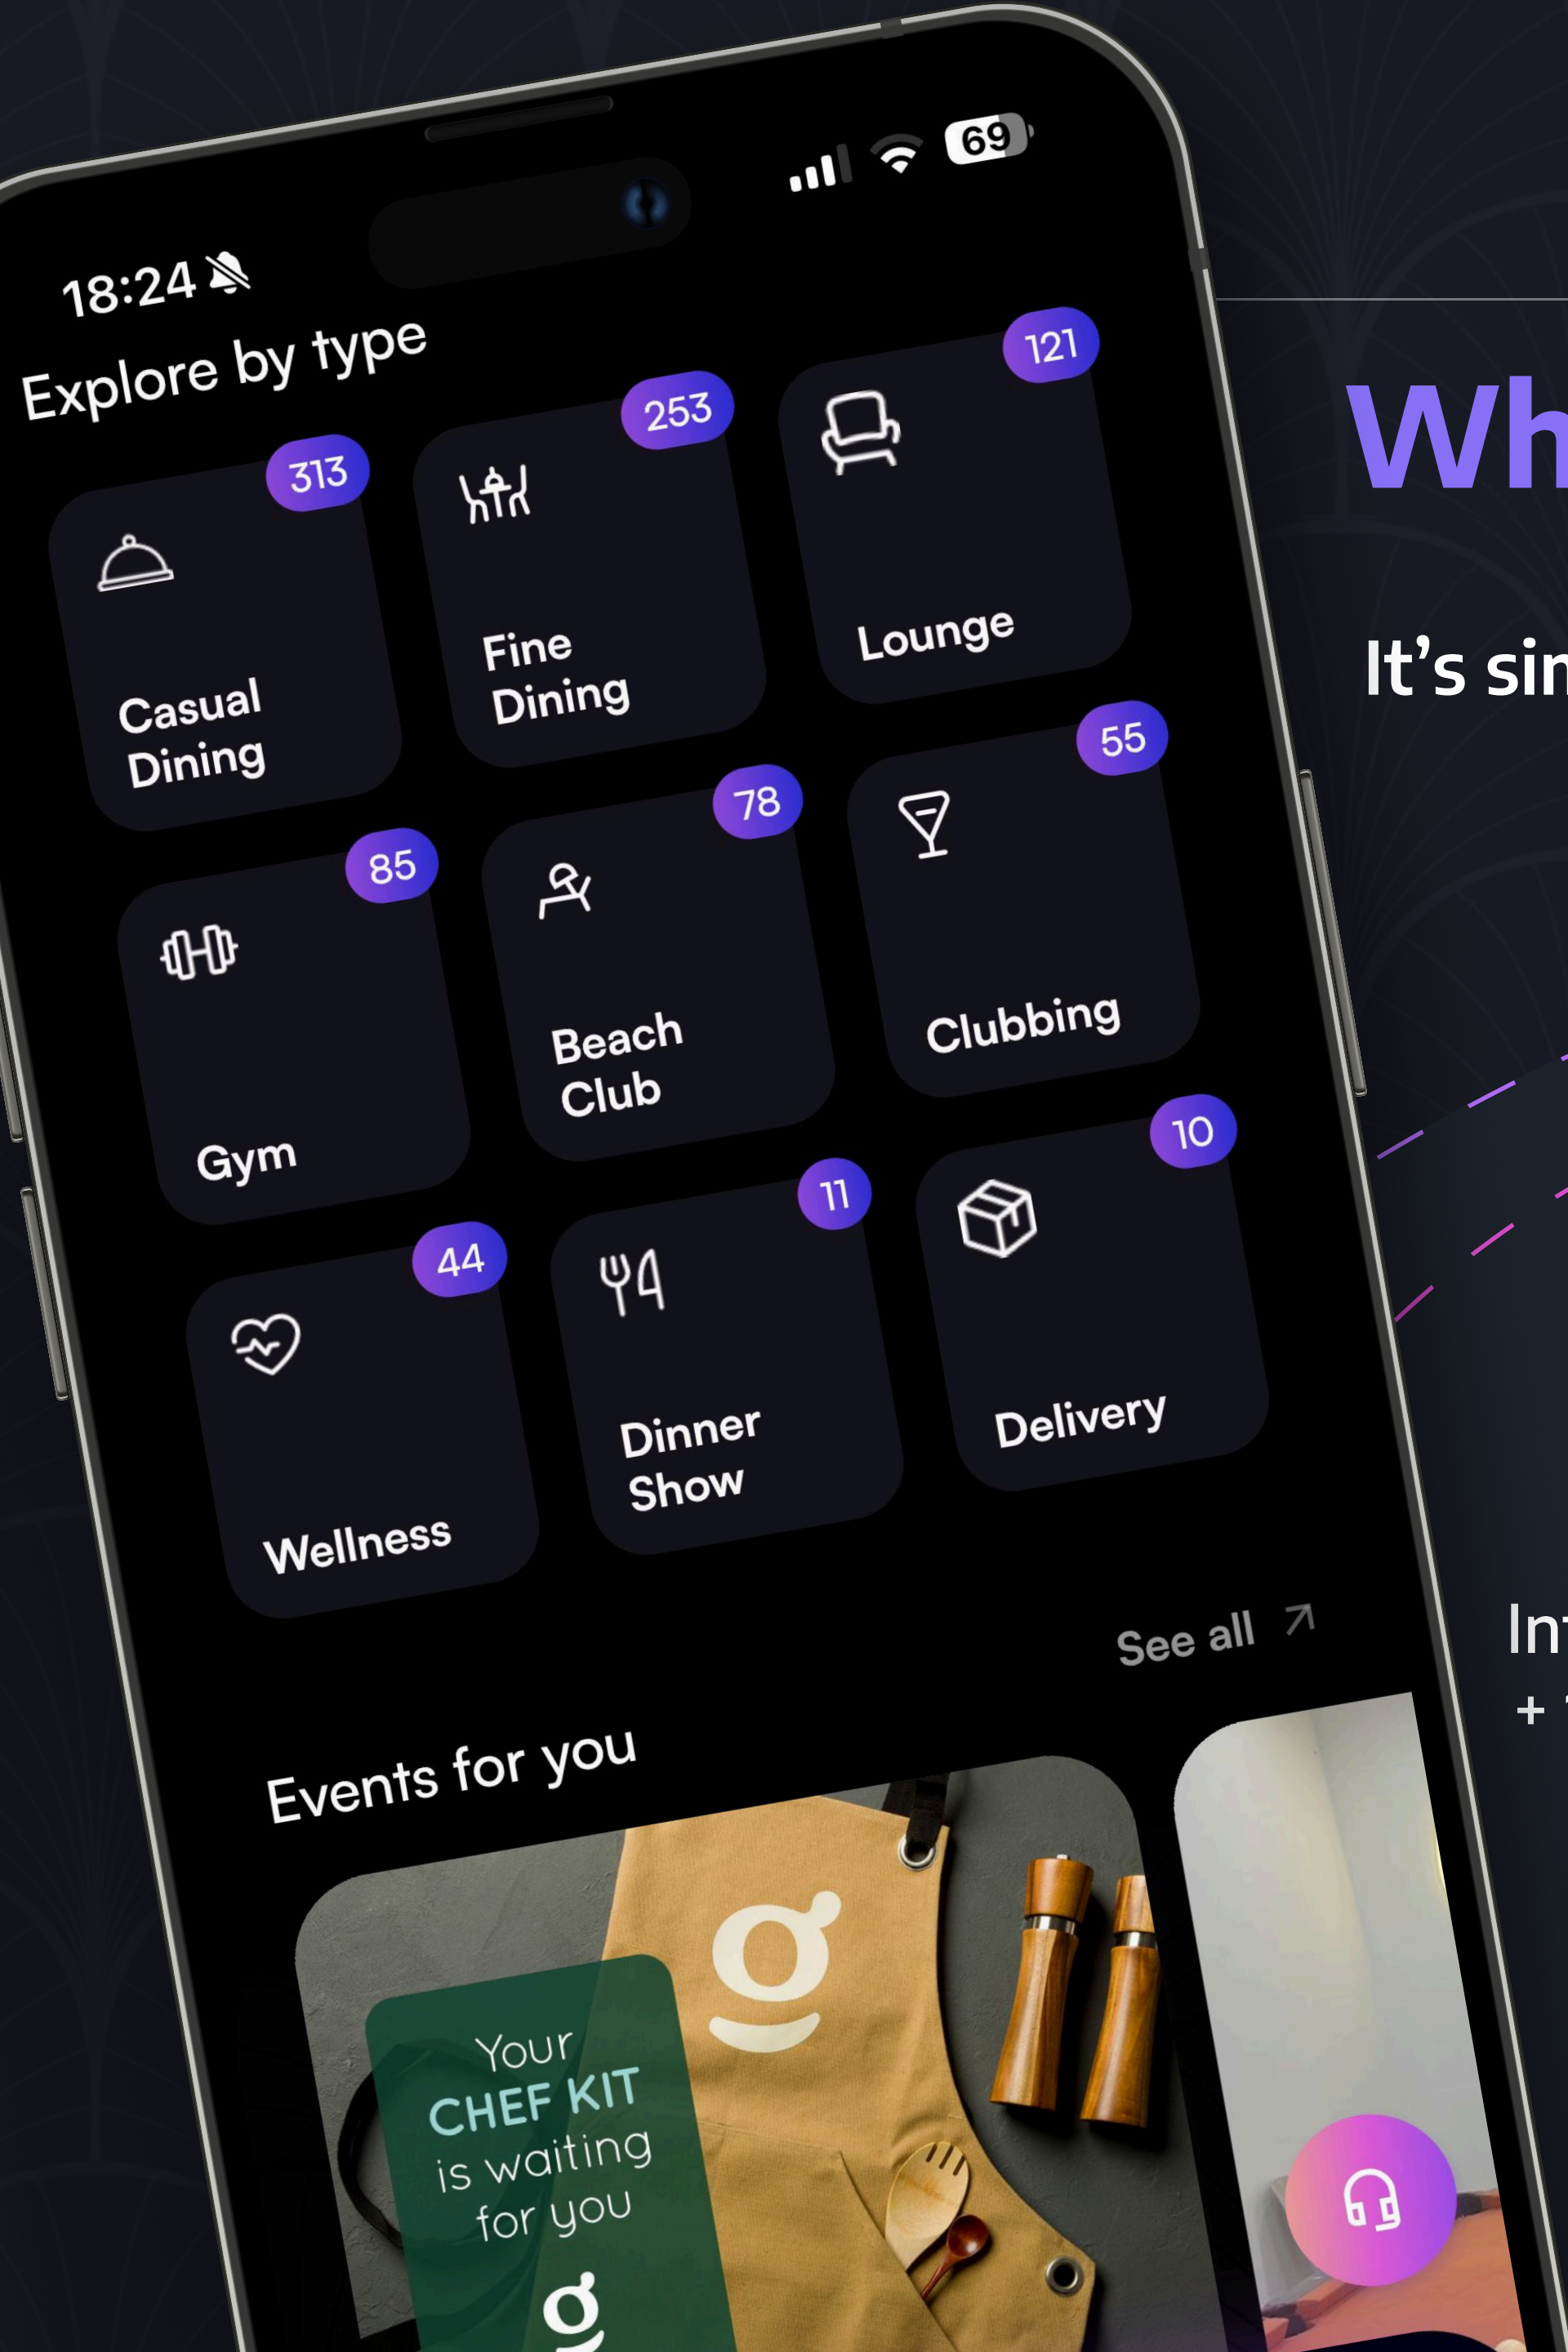 69
18:24
Explore by type
313
Casual
Dining
253
Fine
Dining
121
Lounge
85
Gym
78
Beach
Club
55
Clubbing
44
Wellness
11
Dinner
Show
10
Delivery
See all
Events for you
g
Your
CHEF KIT
is waiting
for you
g
Wh
It's sin
Int
+